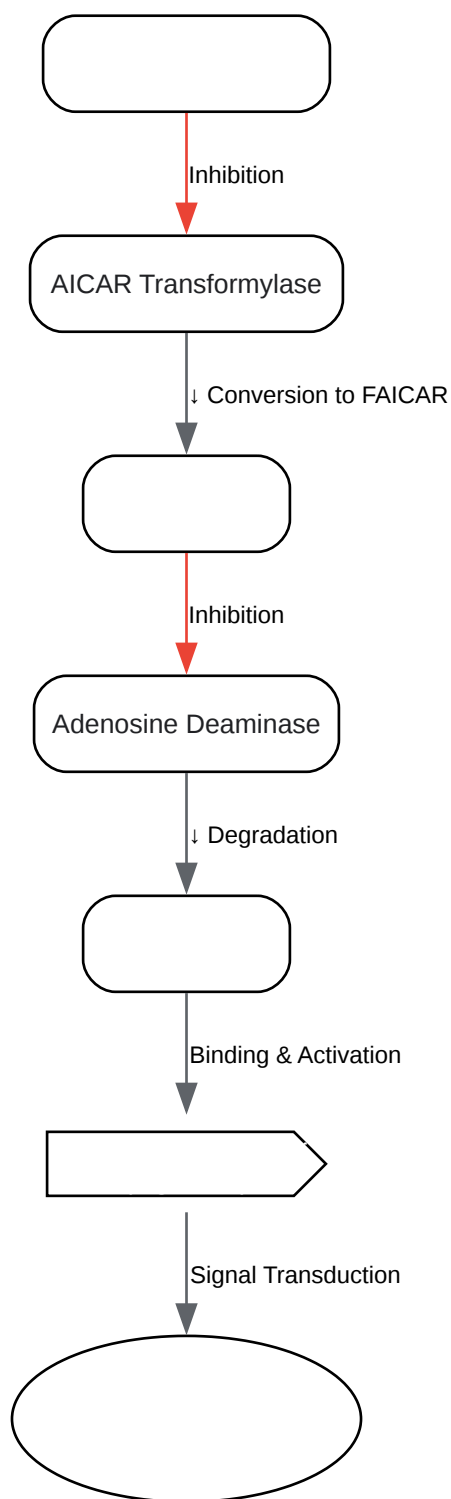 Inhibition
AICAR Transformylase
↓ Conversion to FAICAR
Inhibition
Adenosine Deaminase
↓ Degradation
Binding & Activation
Signal Transduction